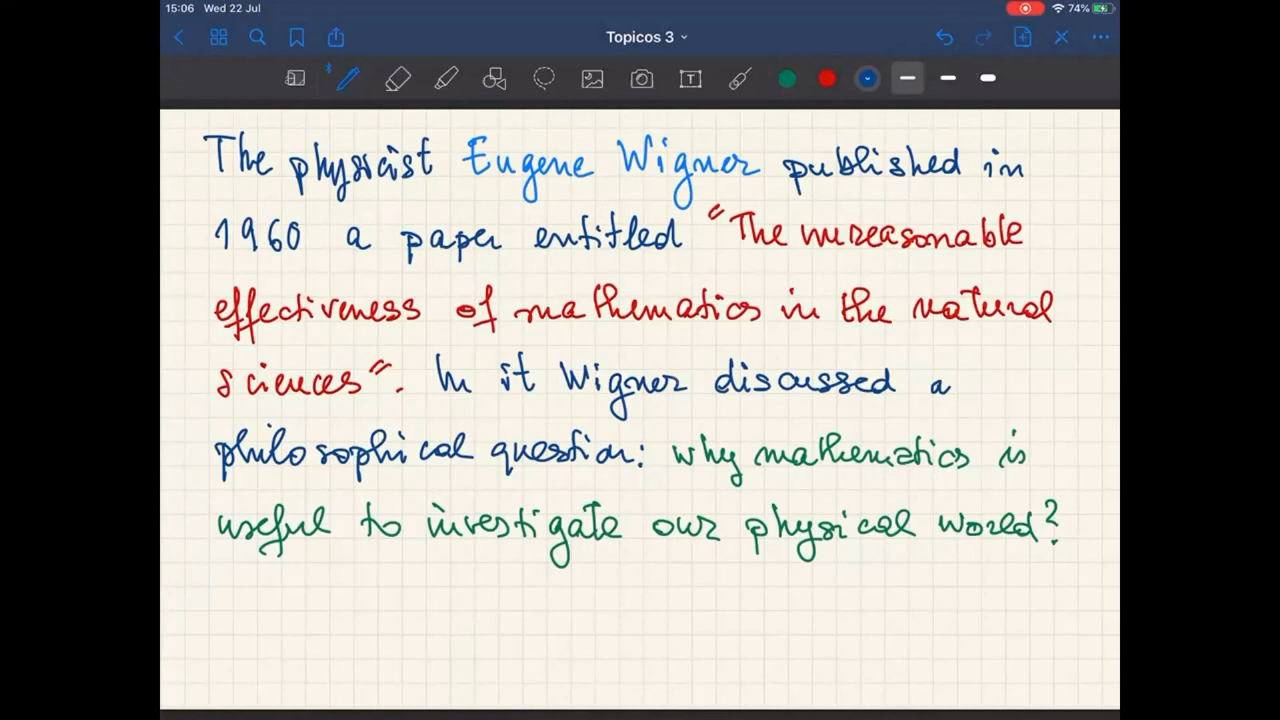 15:06 Wed 22 Jul 74%
Topicos 3
The physicist Eugene Wigner published in
1960 a paper entitled "The unreasonable
effectiveness of mathematics in the natural
sciences". In it Wigner discussed a
philosophical question: why mathematics is
useful to investigate our physical world?